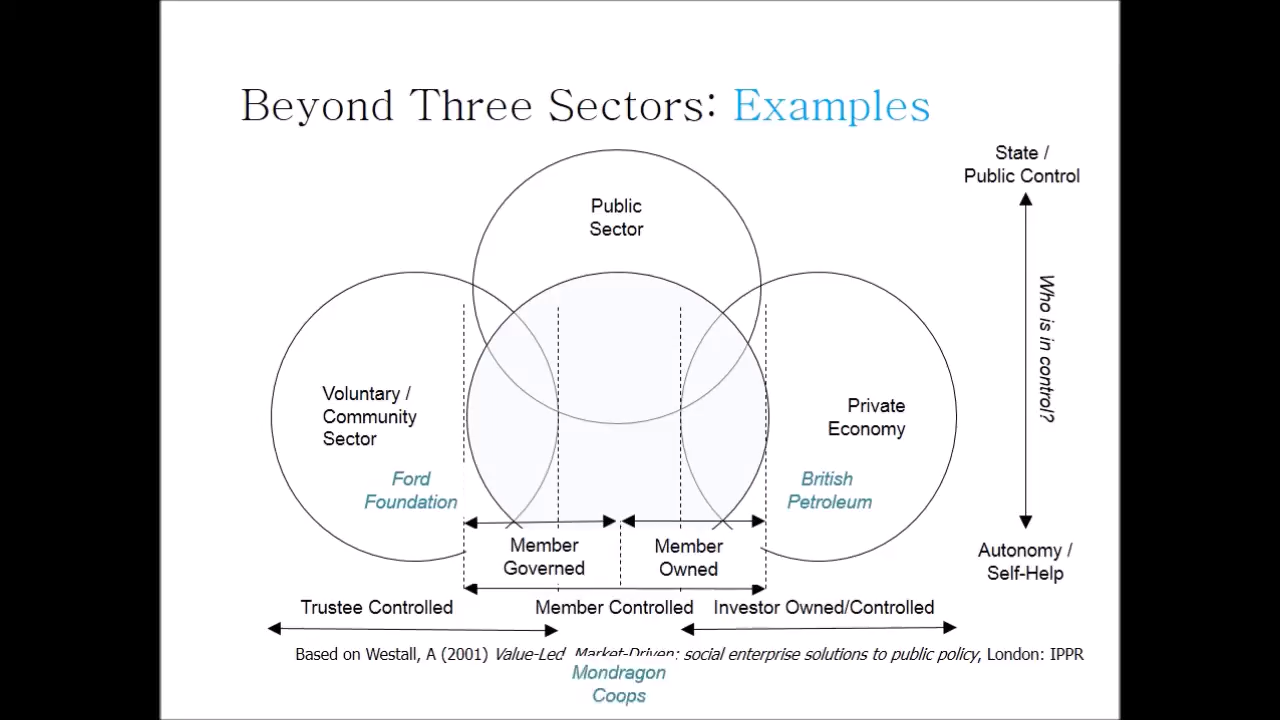 Beyond Three Sectors: Examples
State /
Public Control
Public
Sector
Who is in control?
Voluntary /
Community
Sector
Private
Economy
Ford
Foundation
British
Petroleum
Member
Governed
Member
Owned
Autonomy /
Self-Help
Trustee Controlled
Member Controlled
Investor Owned/Controlled
Based on Westall, A (2001) Value-Led, Market-Driven: social enterprise solutions to public policy, London: IPPR
Mondragon
Coops